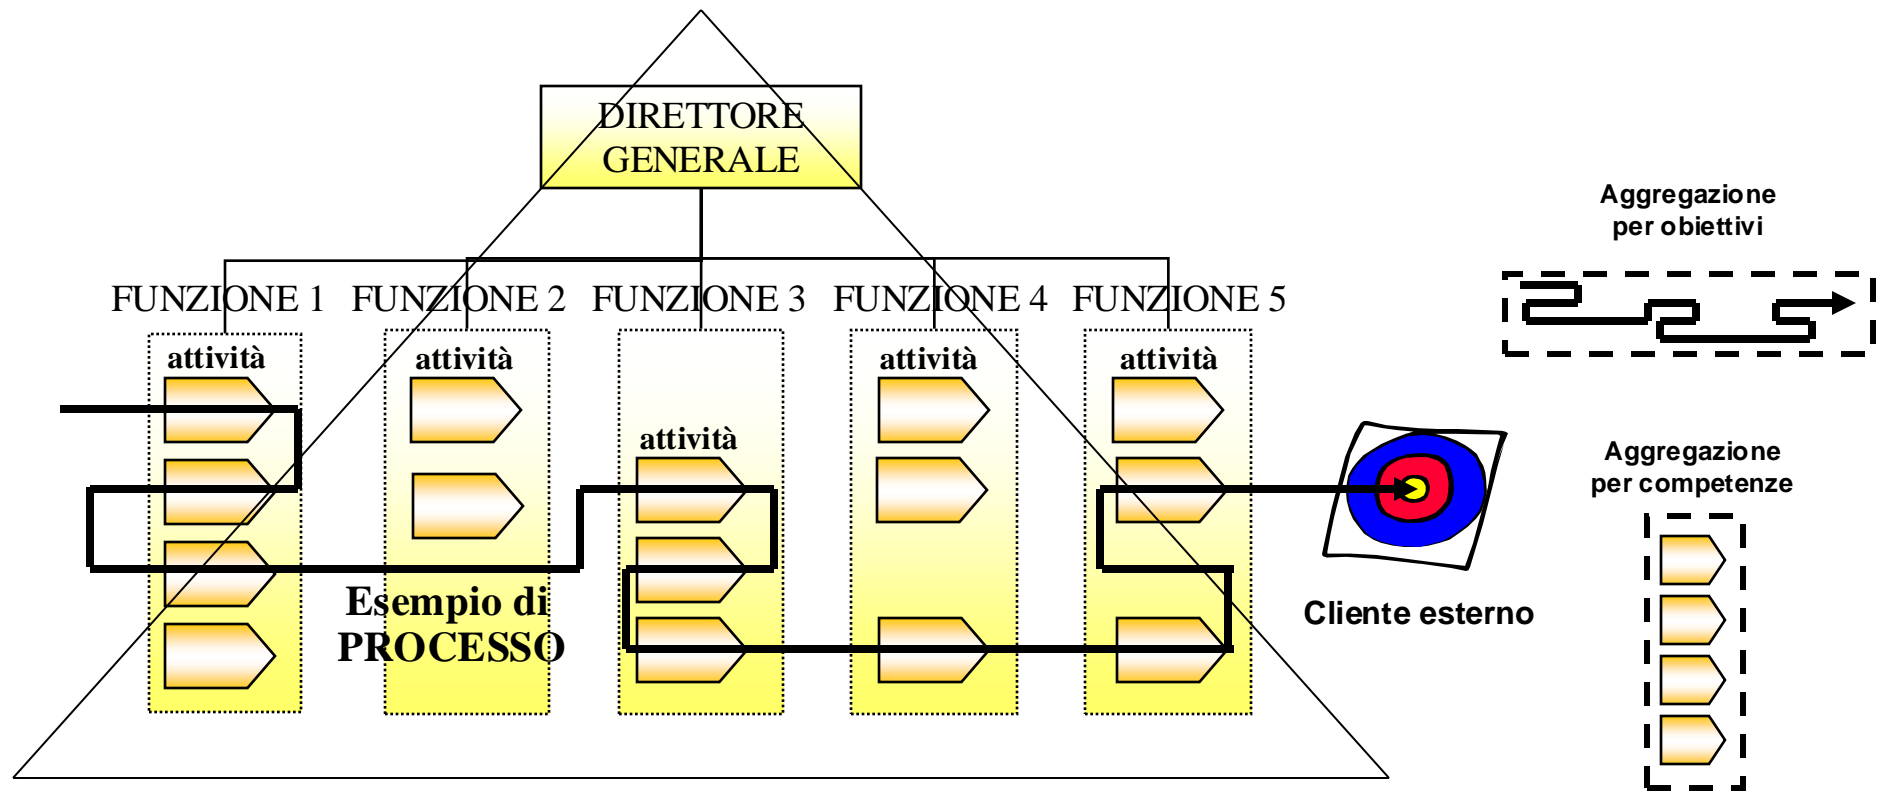 DIRETTORE
GENERALE
FUNZIONE 1
FUNZIONE 2
FUNZIONE 3
FUNZIONE 4
FUNZIONE 5
attività
attività
attività
attività
attività
Esempio di
PROCESSO
Cliente esterno
Aggregazione
per obiettivi
Aggregazione
per competenze